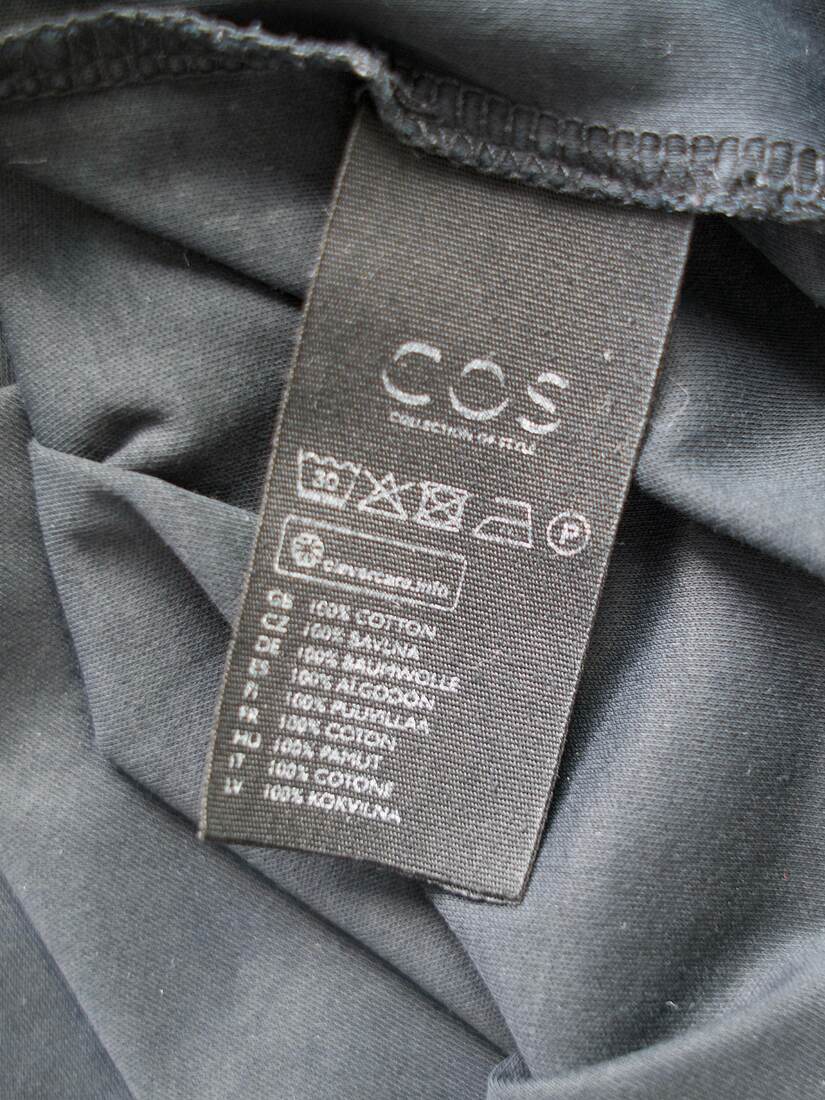 COS
COLLECTION OF STYLE
30 P
clevercare.info
GB 100% COTTON
CZ 100% BAVLNA
DE 100% BAUMWOLLE
ES 100% ALGODÓN
FI 100% PUUVILLAA
FR 100% COTON
HU 100% PAMUT
IT 100% COTONE
LV 100% KOKVILNA